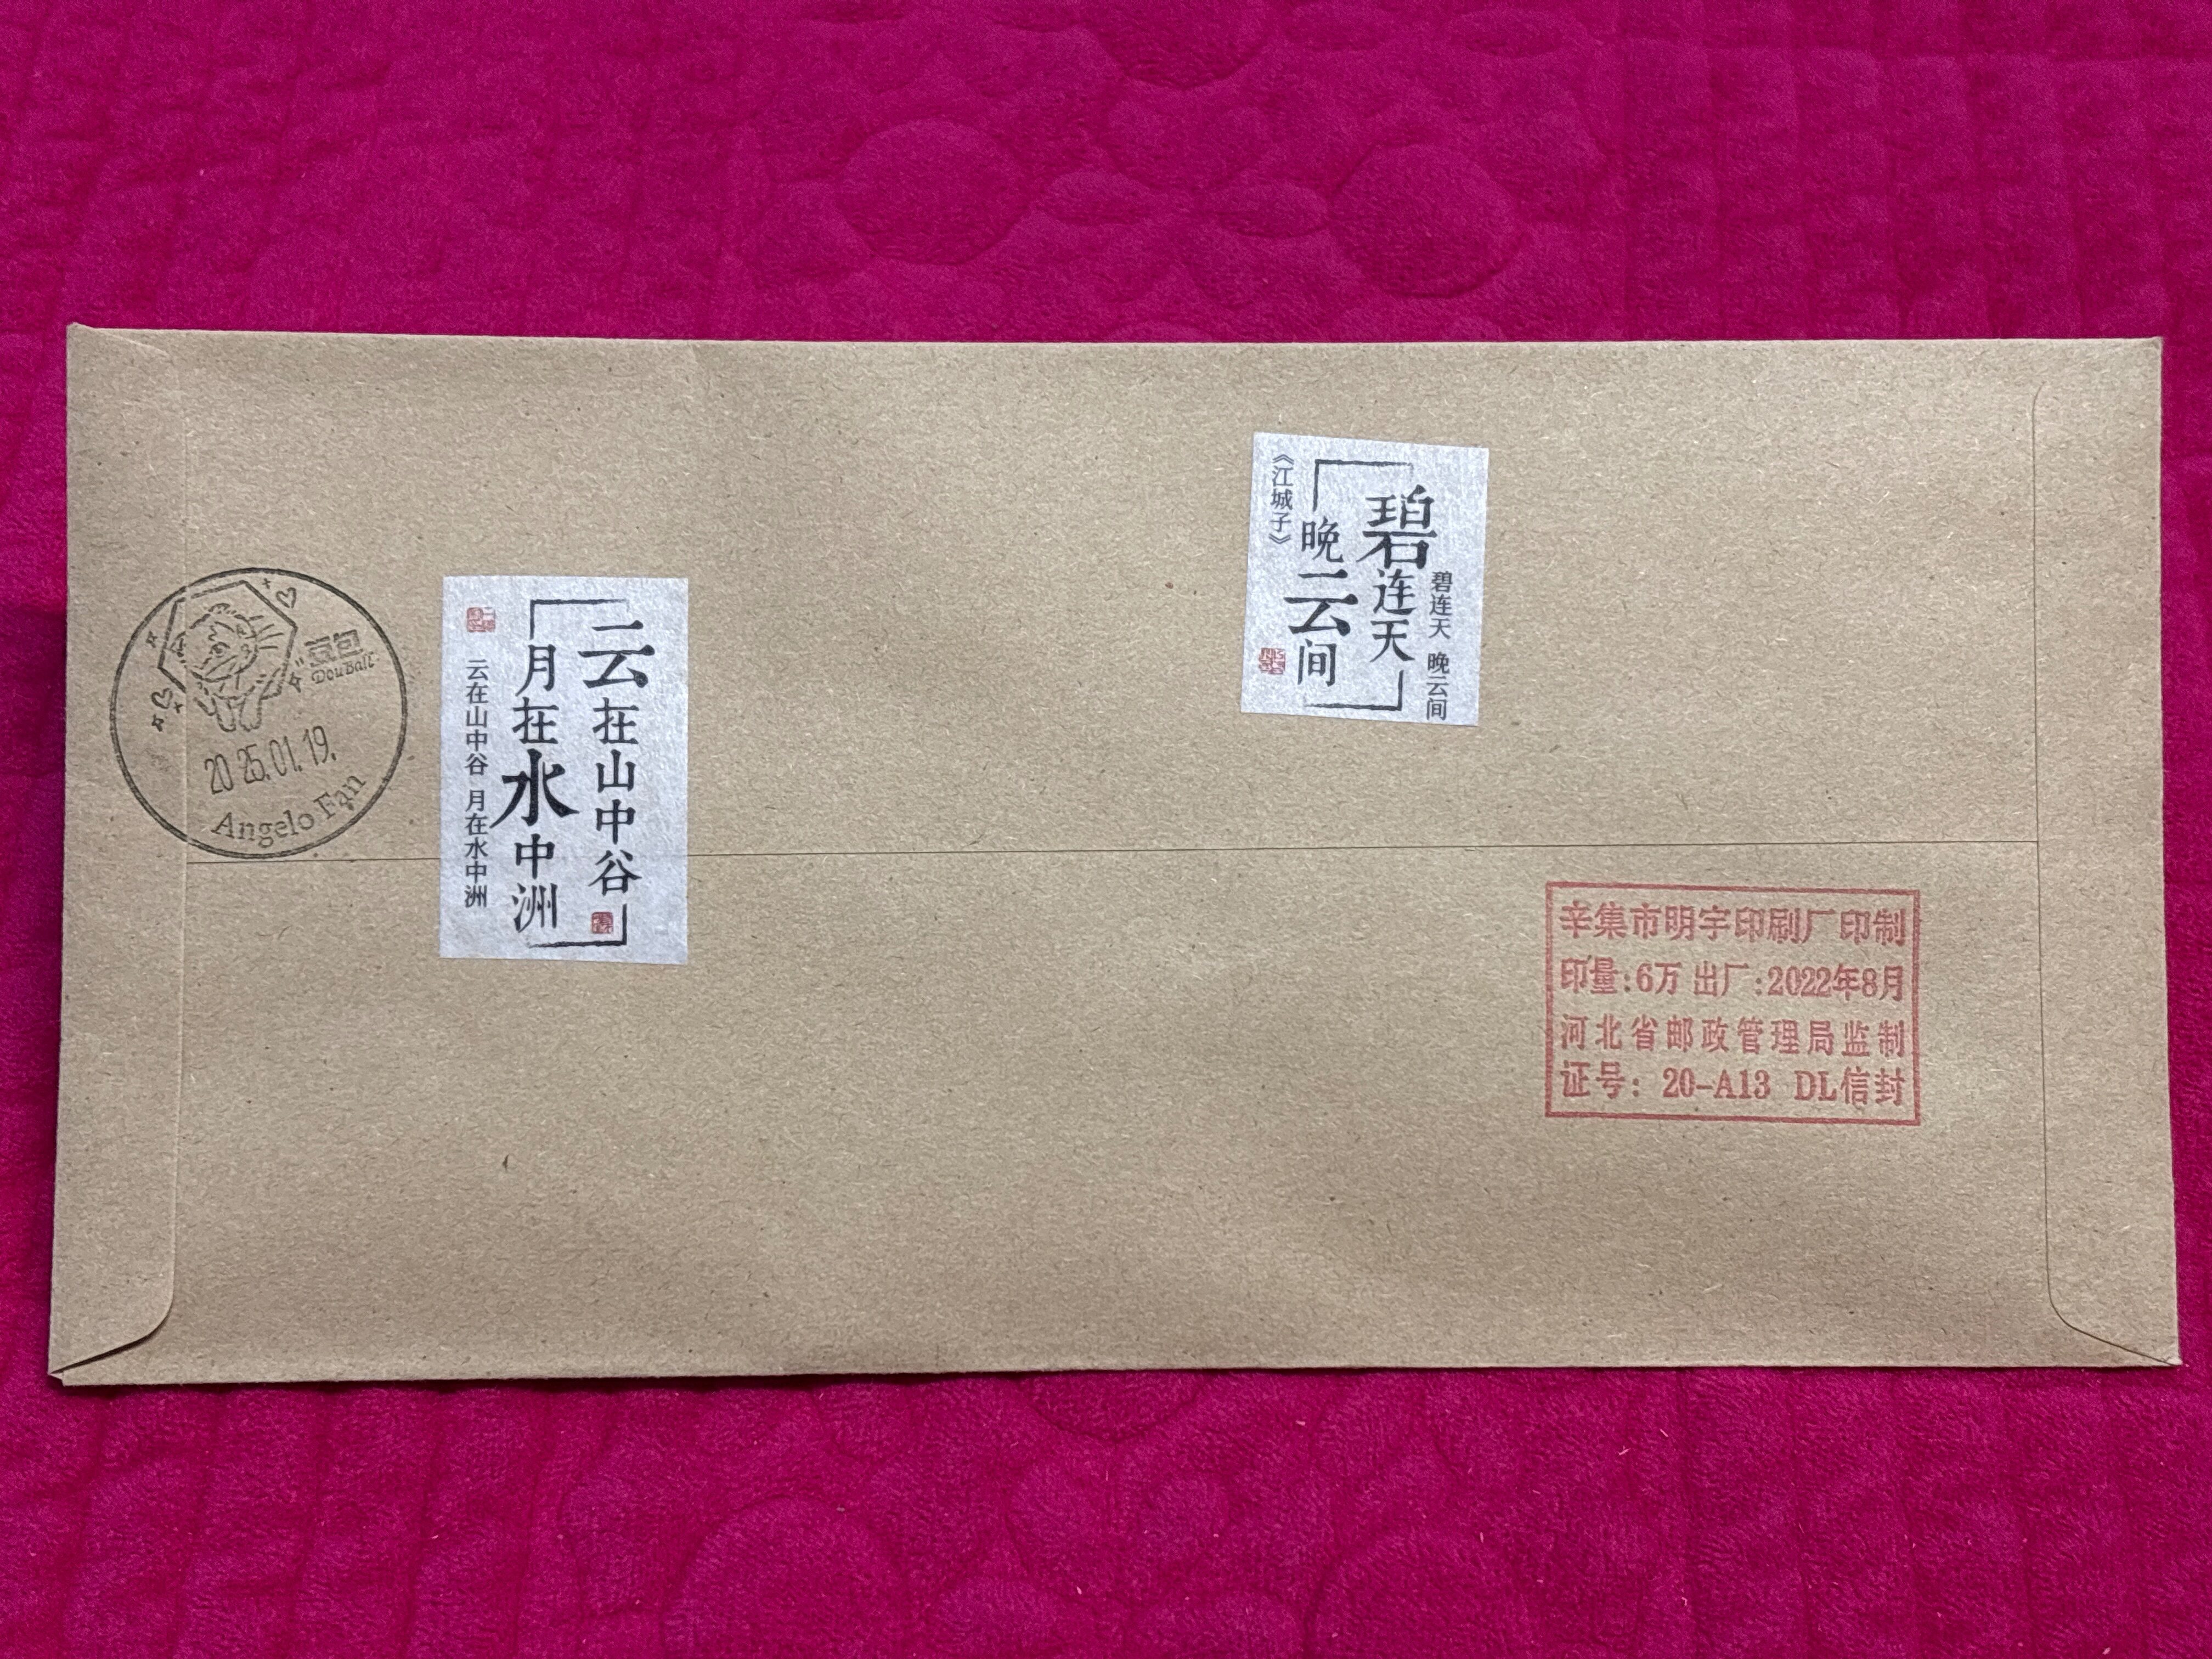 豆包
DouBao
2025.01.19.
Angelo Fan
云在山中谷
月在水中洲
云在山中谷 月在水中洲
碧连天 晚云间
碧连天
晚云间
《江城子》
辛集市明宇印刷厂印制
印量:6万 出厂:2022年8月
河北省邮政管理局监制
证号: 20-A13 DL信封